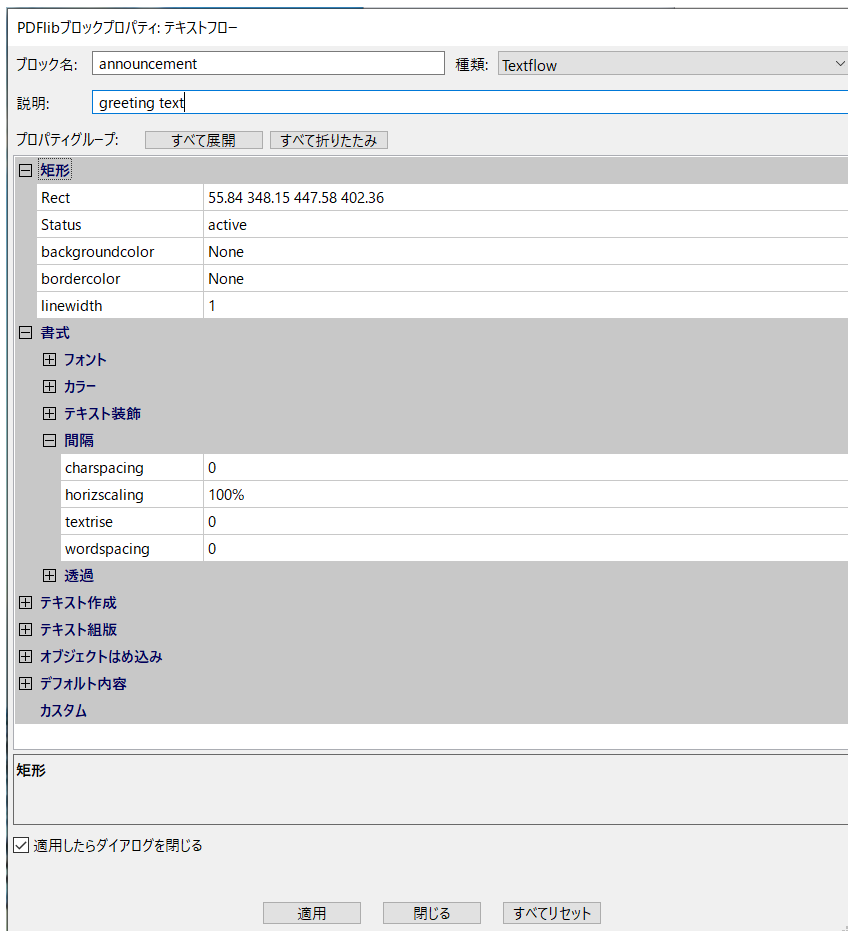 PDFlibブロックプロパティ: テキストフロー
ブロック名: announcement 種類: Textflow
説明: greeting text
プロパティグループ: すべて展開 すべて折りたたみ
矩形
Rect 55.84 348.15 447.58 402.36
Status active
backgroundcolor None
bordercolor None
linewidth 1
書式
フォント
カラー
テキスト装飾
間隔
charspacing 0
horizscaling 100%
textrise 0
wordspacing 0
透過
テキスト作成
テキスト組版
オブジェクトはめ込み
デフォルト内容
カスタム
矩形
適用したらダイアログを閉じる
適用 閉じる すべてリセット